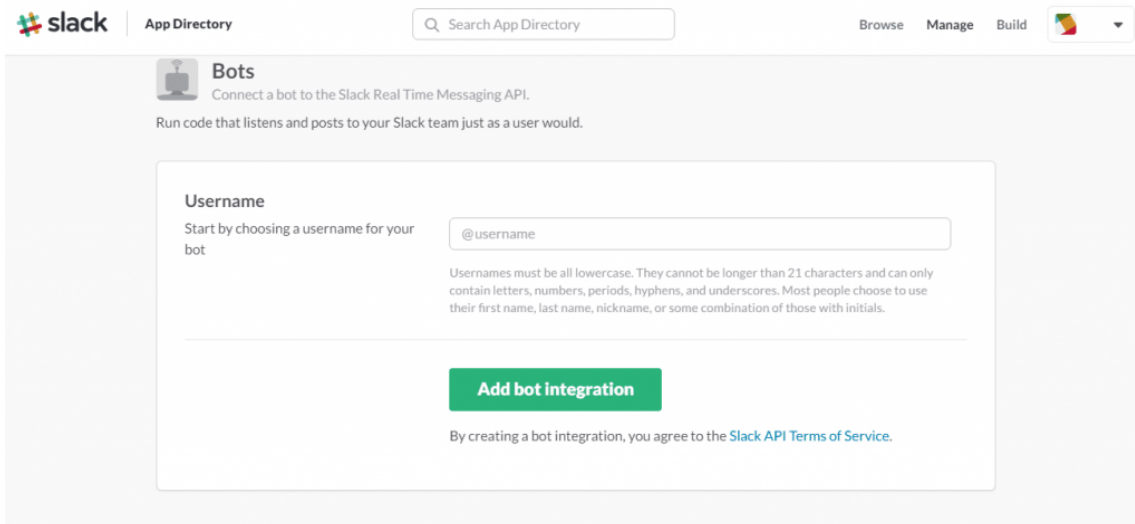 slack App Directory Search App Directory Browse Manage Build
Bots
Connect a bot to the Slack Real Time Messaging API.
Run code that listens and posts to your Slack team just as a user would.
Username
Start by choosing a username for your
bot
@username
Usernames must be all lowercase. They cannot be longer than 21 characters and can only
contain letters, numbers, periods, hyphens, and underscores. Most people choose to use
their first name, last name, nickname, or some combination of those with initials.
Add bot integration
By creating a bot integration, you agree to the Slack API Terms of Service.